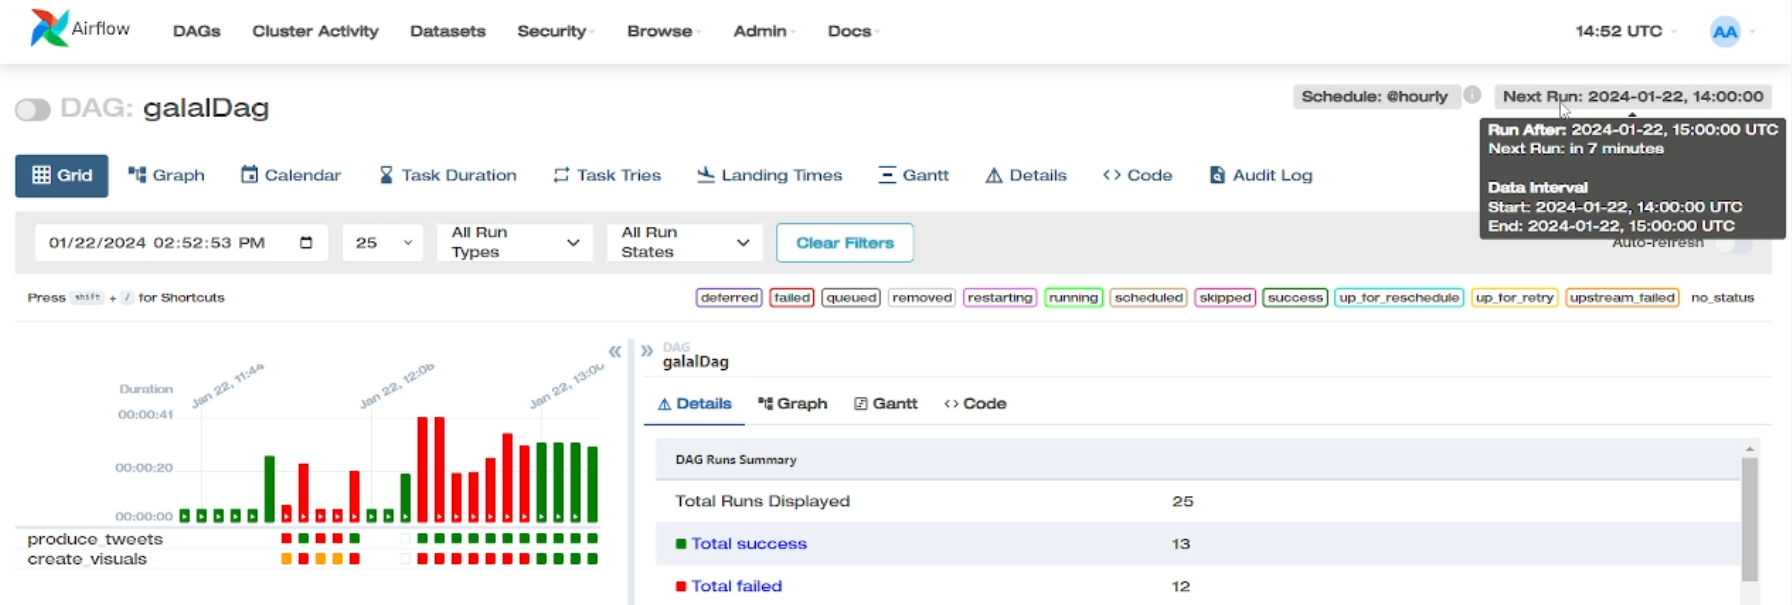 Airflow
DAGs Cluster Activity Datasets Security Browse Admin Docs 14:52 UTC AA
DAG: galalDag
Schedule: @hourly Next Run: 2024-01-22, 14:00:00
Run After: 2024-01-22, 15:00:00 UTC
Next Run: in 7 minutes
Data Interval
Start: 2024-01-22, 14:00:00 UTC
End: 2024-01-22, 15:00:00 UTC
Grid Graph Calendar Task Duration Task Tries Landing Times Gantt Details <> Code Audit Log
01/22/2024 02:52:53 PM 25 All Run Types All Run States Clear Filters Auto-refresh
Press shift + / for Shortcuts
deferred failed queued removed restarting running scheduled skipped success up_for_reschedule up_for_retry upstream_failed no_status
Jan 22, 11:44 Jan 22, 12:06 Jan 22, 13:00
Duration
00:00:41
00:00:20
00:00:00
produce_tweets
create_visuals
DAG
galalDag
Details Graph Gantt <> Code
DAG Runs Summary
Total Runs Displayed 25
Total success 13
Total failed 12